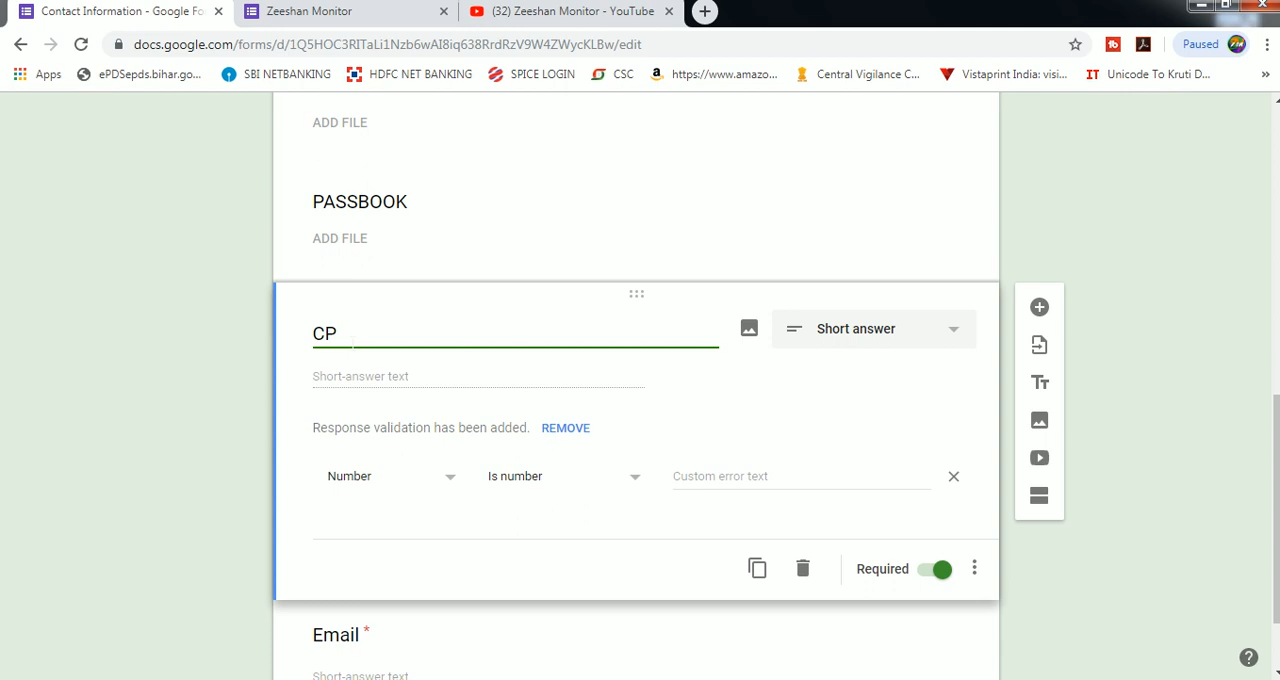 Contact Information - Google Fo
Zeeshan Monitor
(32) Zeeshan Monitor - YouTube
docs.google.com/forms/d/1Q5HOC3RITaLi1Nzb6wAI8iq638RrdRzV9W4ZWycKLBw/edit
Paused
Apps
ePDSepds.bihar.go...
SBI NETBANKING
HDFC NET BANKING
SPICE LOGIN
CSC
https://www.amazo...
Central Vigilance C...
Vistaprint India: visi...
IT Unicode To Kruti D...
»
ADD FILE
PASSBOOK
ADD FILE
CP
Short answer
Short-answer text
Response validation has been added. REMOVE
Number
Is number
Custom error text
Required
Email *
Short-answer text